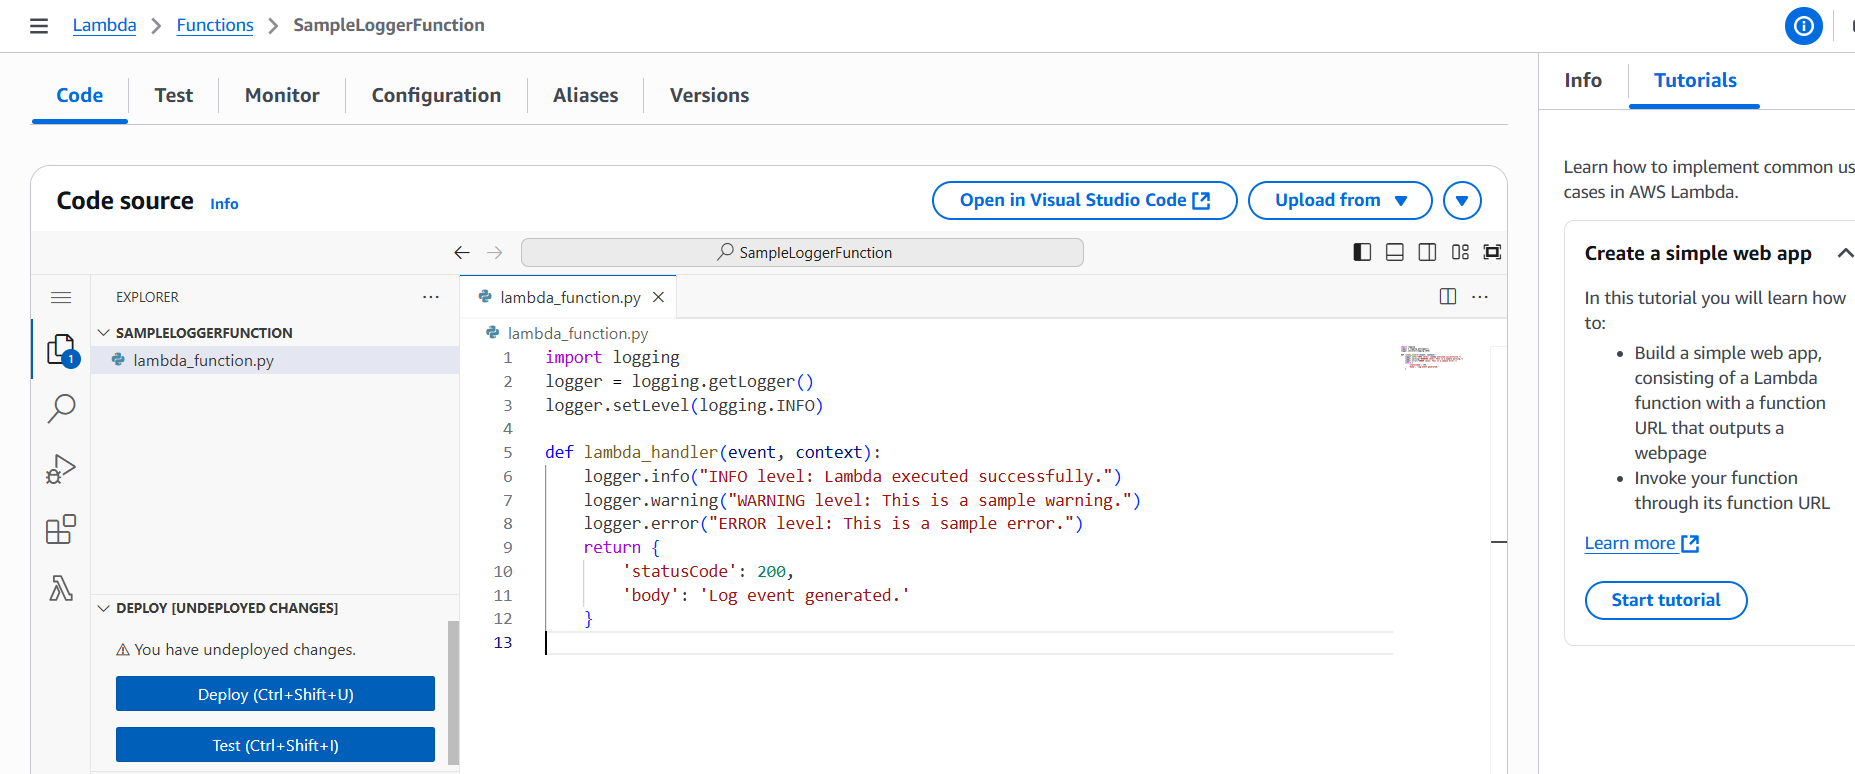 Lambda > Functions > SampleLoggerFunction
Code Test Monitor Configuration Aliases Versions
Code source Info
Open in Visual Studio Code Upload from
SampleLoggerFunction
EXPLORER
SAMPLELOGGERFUNCTION
lambda_function.py
1
DEPLOY [UNDEPLOYED CHANGES]
You have undeployed changes.
Deploy (Ctrl+Shift+U)
Test (Ctrl+Shift+I)
lambda_function.py
lambda_function.py
1 import logging
2 logger = logging.getLogger()
3 logger.setLevel(logging.INFO)
4
5 def lambda_handler(event, context):
6     logger.info("INFO level: Lambda executed successfully.")
7     logger.warning("WARNING level: This is a sample warning.")
8     logger.error("ERROR level: This is a sample error.")
9     return {
10         'statusCode': 200,
11         'body': 'Log event generated.'
12     }
13
Info Tutorials
Learn how to implement common us
cases in AWS Lambda.
Create a simple web app
In this tutorial you will learn how
to:
• Build a simple web app,
consisting of a Lambda
function with a function
URL that outputs a
webpage
• Invoke your function
through its function URL
Learn more
Start tutorial